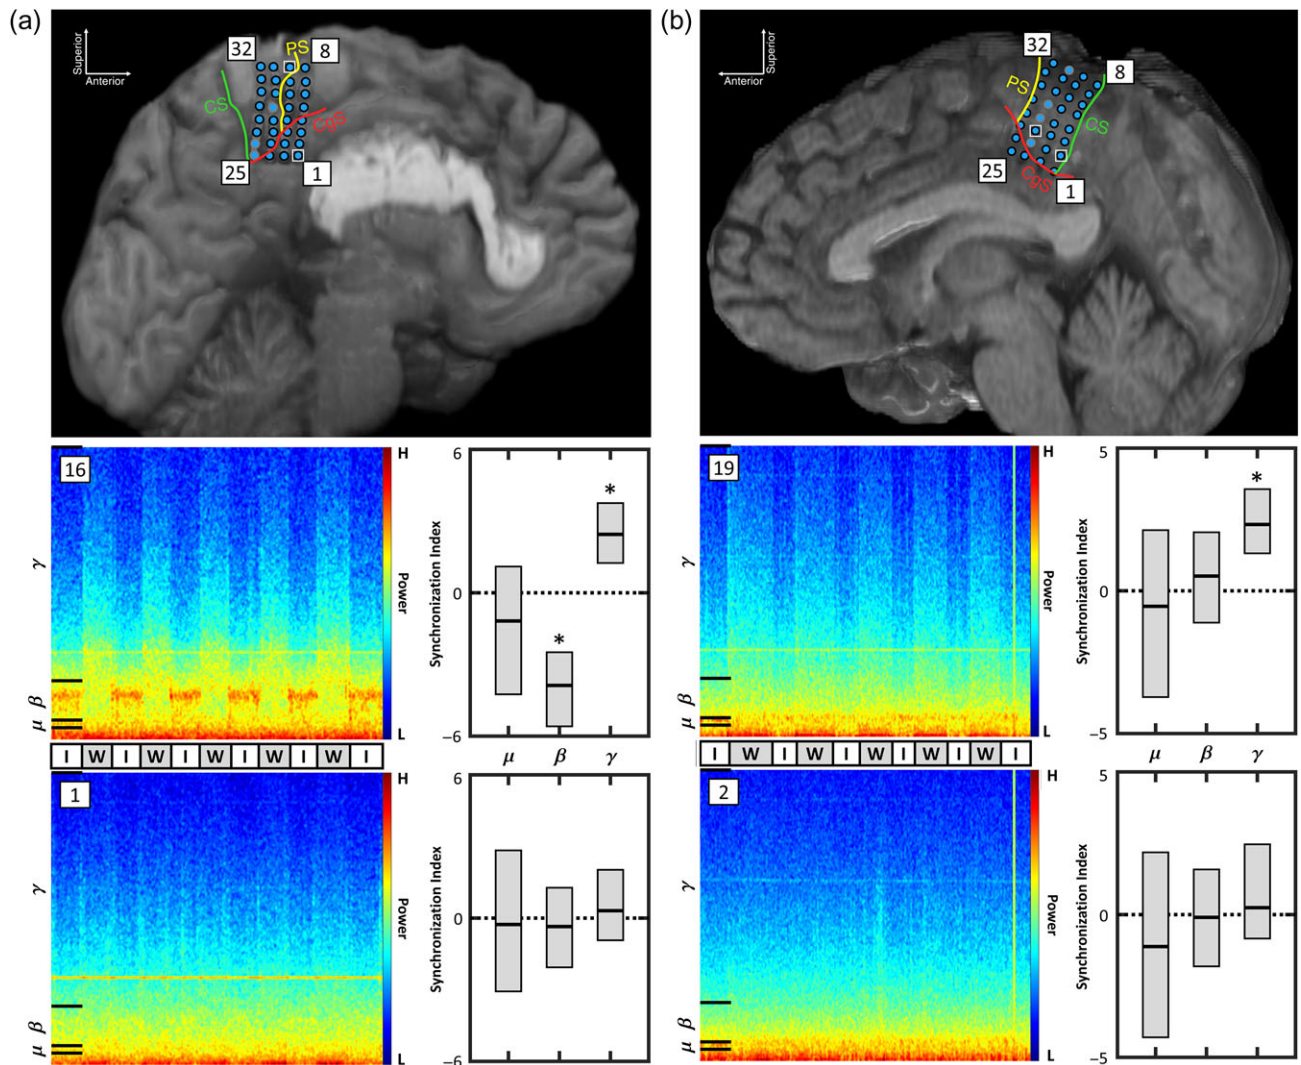 (a)
Superior
Anterior
32
PS
8
CS
CgS
25
1
(b)
Superior
Anterior
32
8
PS
CS
25
CgS
1
16
H
γ
Power
β
μ
L
6
Synchronization Index
0
−6
*
*
μ β γ
I W I W I W I W I W I
1
H
γ
Power
β
μ
L
6
Synchronization Index
0
−6
19
H
γ
Power
β
μ
L
5
Synchronization Index
0
−5
*
μ β γ
I W I W I W I W I W I
2
H
γ
Power
β
μ
L
5
Synchronization Index
0
−5